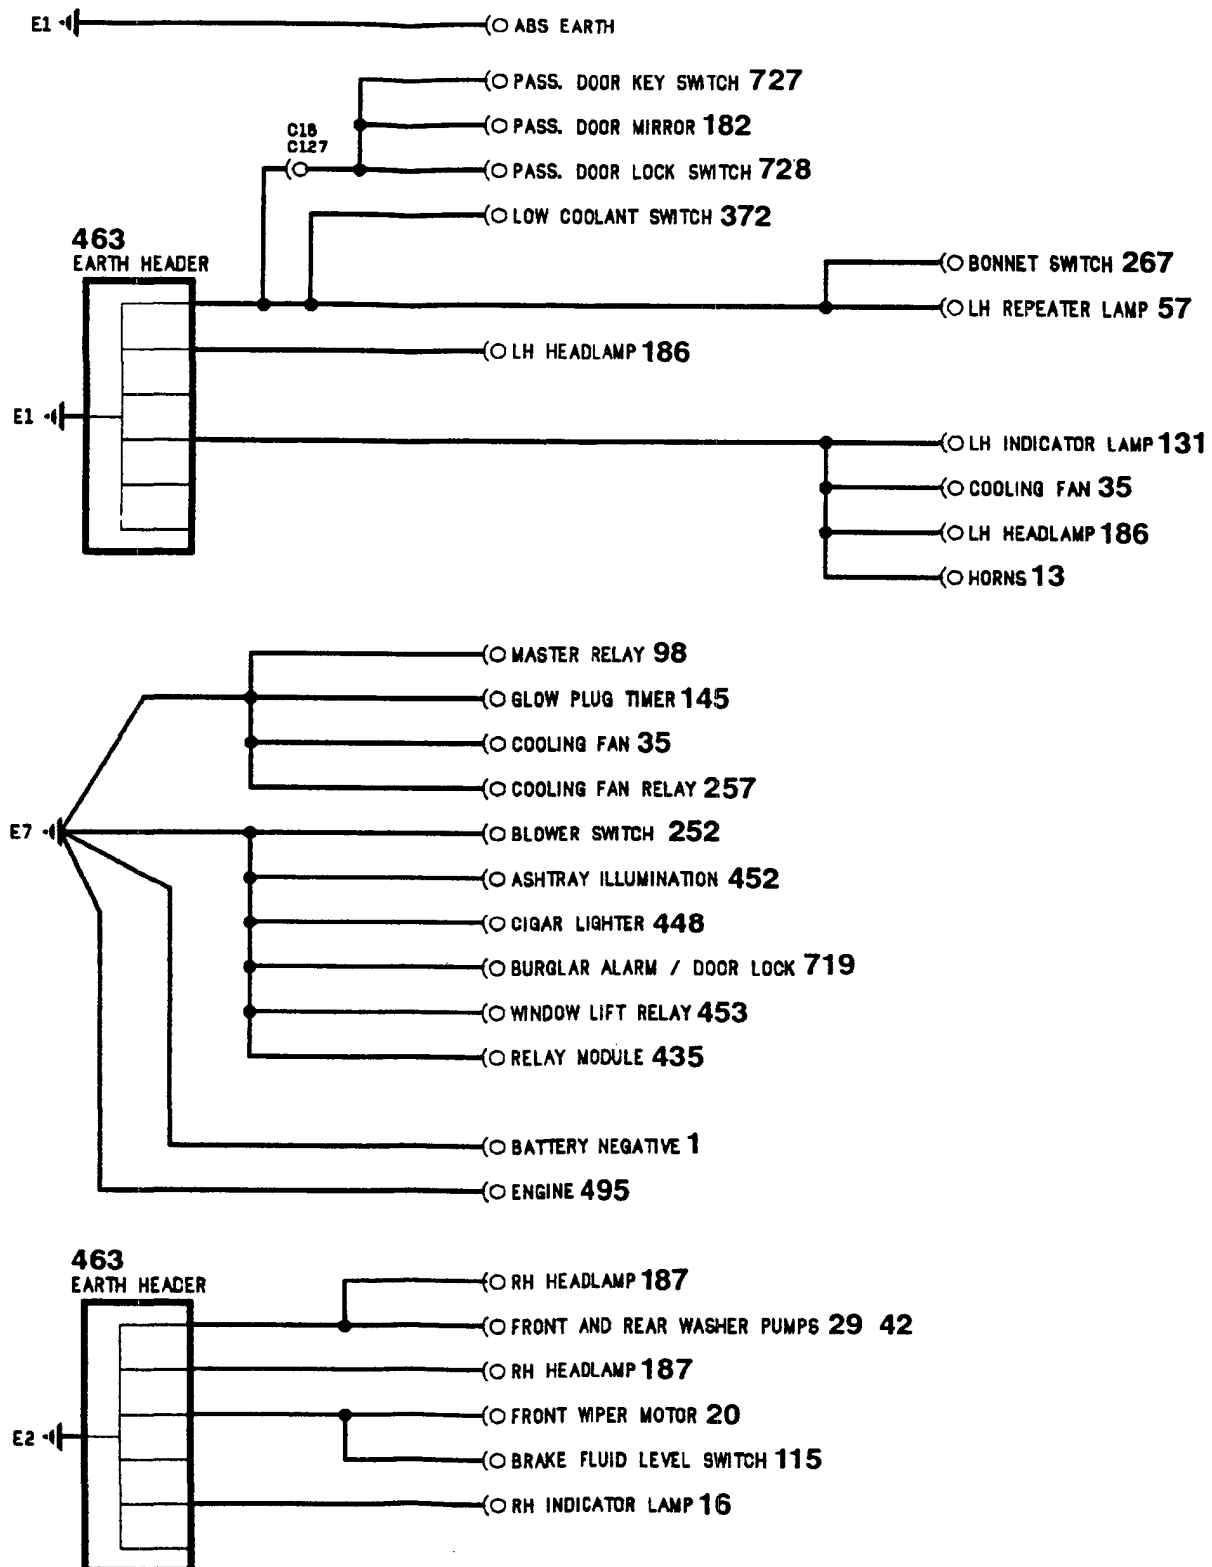 E1 ABS EARTH
PASS. DOOR KEY SWITCH 727
PASS. DOOR MIRROR 182
C18
C127
PASS. DOOR LOCK SWITCH 728
LOW COOLANT SWITCH 372
463
EARTH HEADER
BONNET SWITCH 267
LH REPEATER LAMP 57
LH HEADLAMP 186
E1
LH INDICATOR LAMP 131
COOLING FAN 35
LH HEADLAMP 186
HORNS 13
MASTER RELAY 98
GLOW PLUG TIMER 145
COOLING FAN 35
COOLING FAN RELAY 257
E7 BLOWER SWITCH 252
ASHTRAY ILLUMINATION 452
CIGAR LIGHTER 448
BURGLAR ALARM / DOOR LOCK 719
WINDOW LIFT RELAY 453
RELAY MODULE 435
BATTERY NEGATIVE 1
ENGINE 495
463
EARTH HEADER
RH HEADLAMP 187
FRONT AND REAR WASHER PUMPS 29 42
RH HEADLAMP 187
FRONT WIPER MOTOR 20
E2
BRAKE FLUID LEVEL SWITCH 115
RH INDICATOR LAMP 16